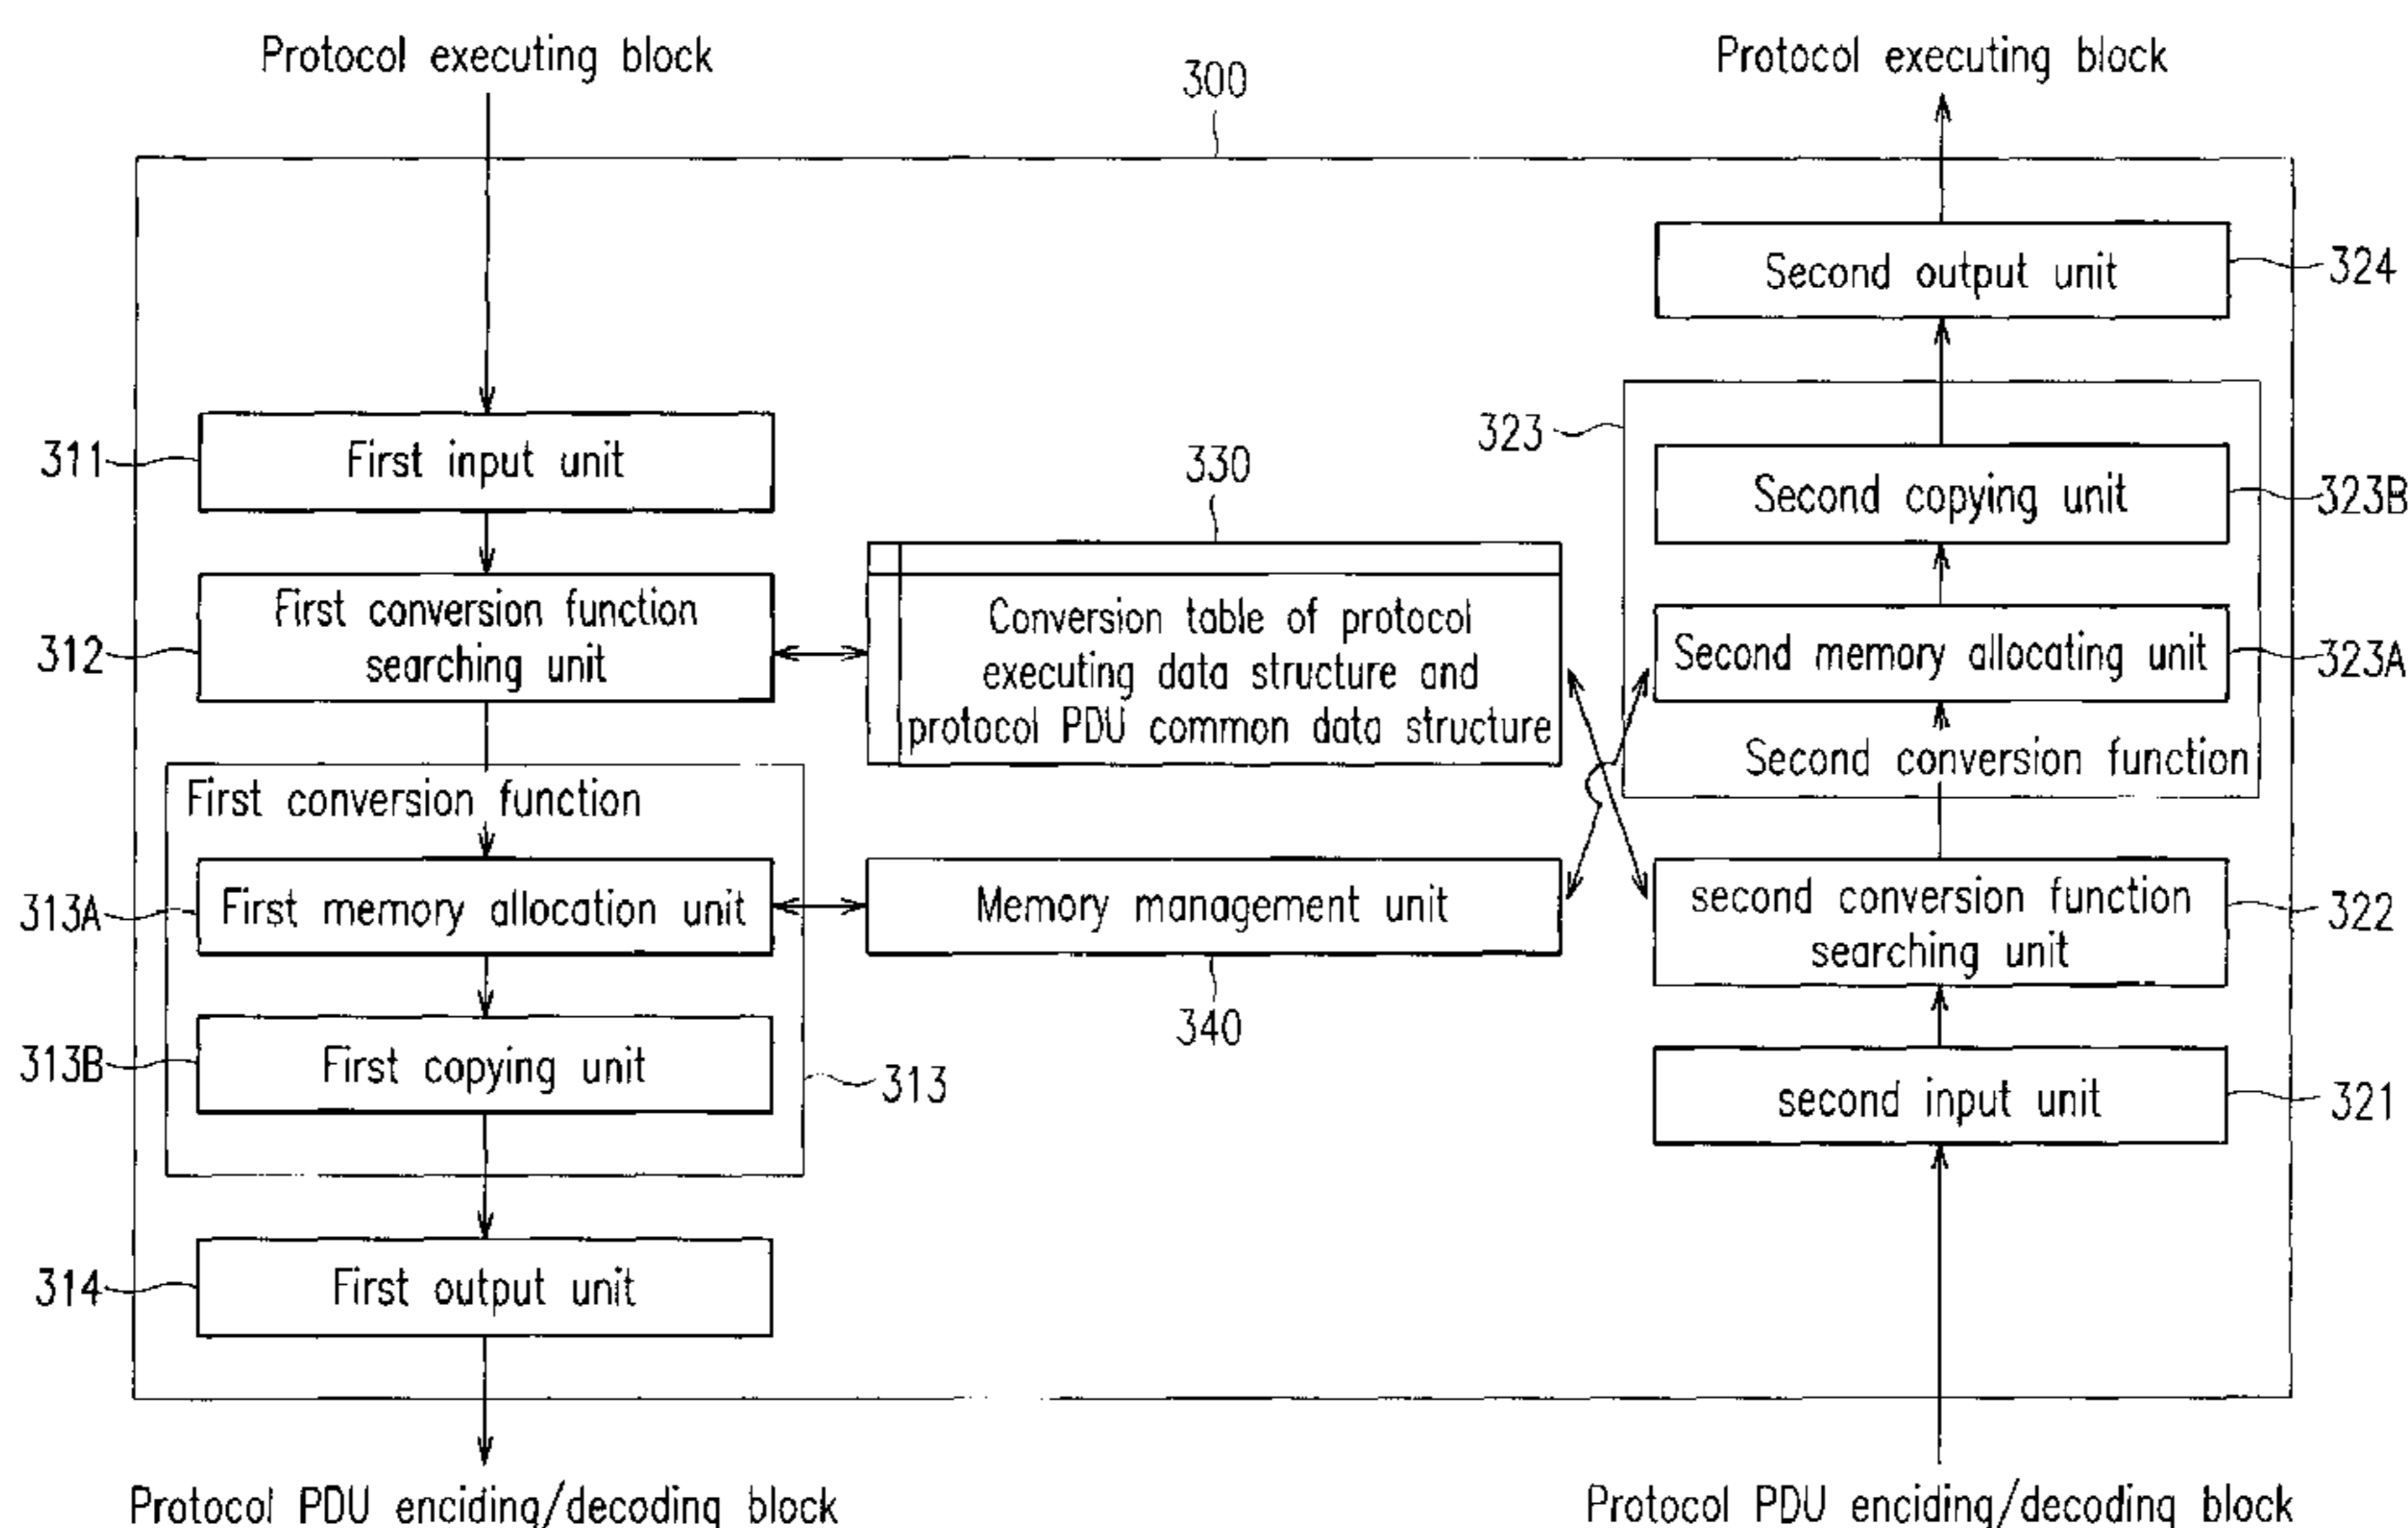 Protocol executing block
Protocol executing block
300
Second output unit
324
323
First input unit
311
330
Second copying unit
323B
First conversion function
searching unit
312
Conversion table of protocol
executing data structure and
protocol PDU common data structure
Second memory allocating unit
323A
Second conversion function
First conversion function
313A
First memory allocation unit
Memory management unit
340
second conversion function
searching unit
322
313B
First copying unit
313
second input unit
321
314
First output unit
Protocol PDU enciding/decoding block
Protocol PDU enciding/decoding block